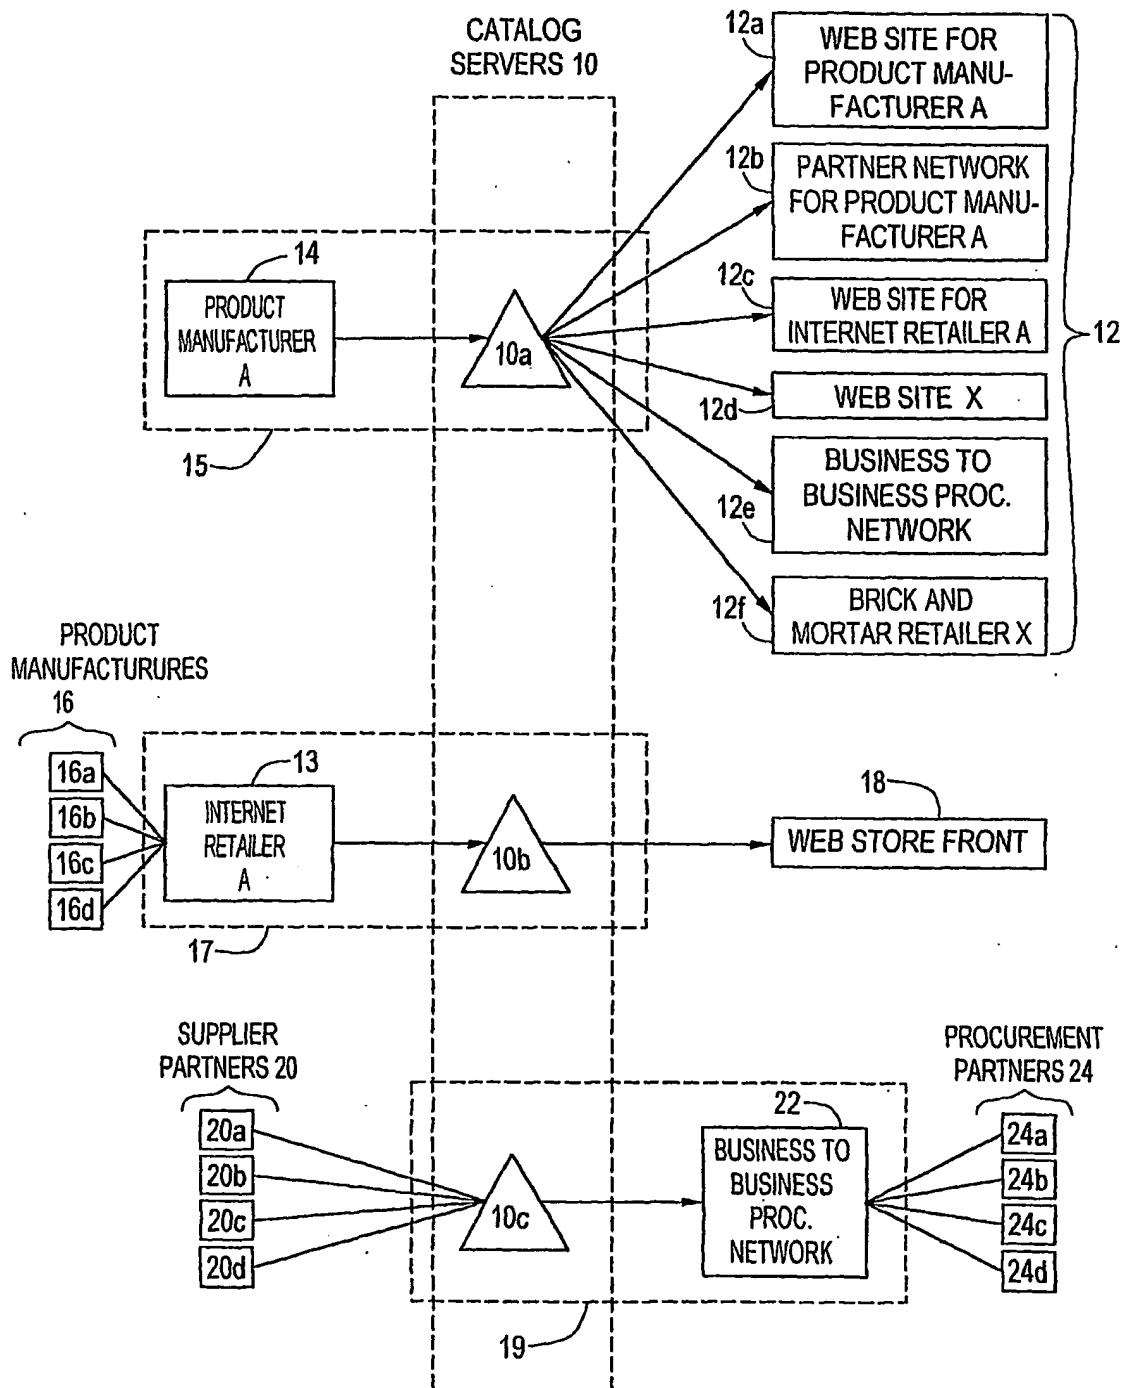 CATALOG
SERVERS 10
12a
WEB SITE FOR
PRODUCT MANU-
FACTURER A
12b
PARTNER NETWORK
FOR PRODUCT MANU-
FACTURER A
14
PRODUCT
MANUFACTURER
A
10a
12c
WEB SITE FOR
INTERNET RETAILER A
12
12d
WEB SITE X
15
12e
BUSINESS TO
BUSINESS PROC.
NETWORK
12f
BRICK AND
MORTAR RETAILER X
PRODUCT
MANUFACTURURES
16
16a
16b
16c
16d
13
INTERNET
RETAILER
A
10b
18
WEB STORE FRONT
17
SUPPLIER
PARTNERS 20
20a
20b
20c
20d
10c
22
BUSINESS TO
BUSINESS
PROC.
NETWORK
PROCUREMENT
PARTNERS 24
24a
24b
24c
24d
19